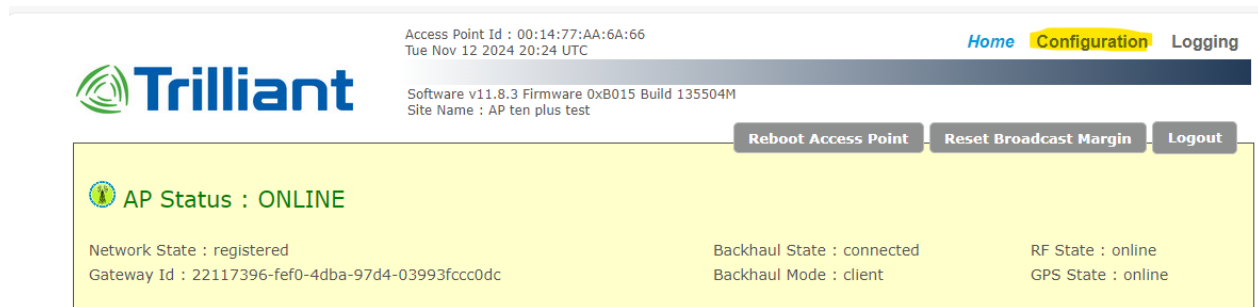 Access Point Id : 00:14:77:AA:6A:66
Tue Nov 12 2024 20:24 UTC
Home Configuration Logging
Trilliant
Software v11.8.3 Firmware 0xB015 Build 135504M
Site Name : AP ten plus test
Reboot Access Point Reset Broadcast Margin Logout
AP Status : ONLINE
Network State : registered Backhaul State : connected RF State : online
Gateway Id : 22117396-fef0-4dba-97d4-03993fccc0dc Backhaul Mode : client GPS State : online